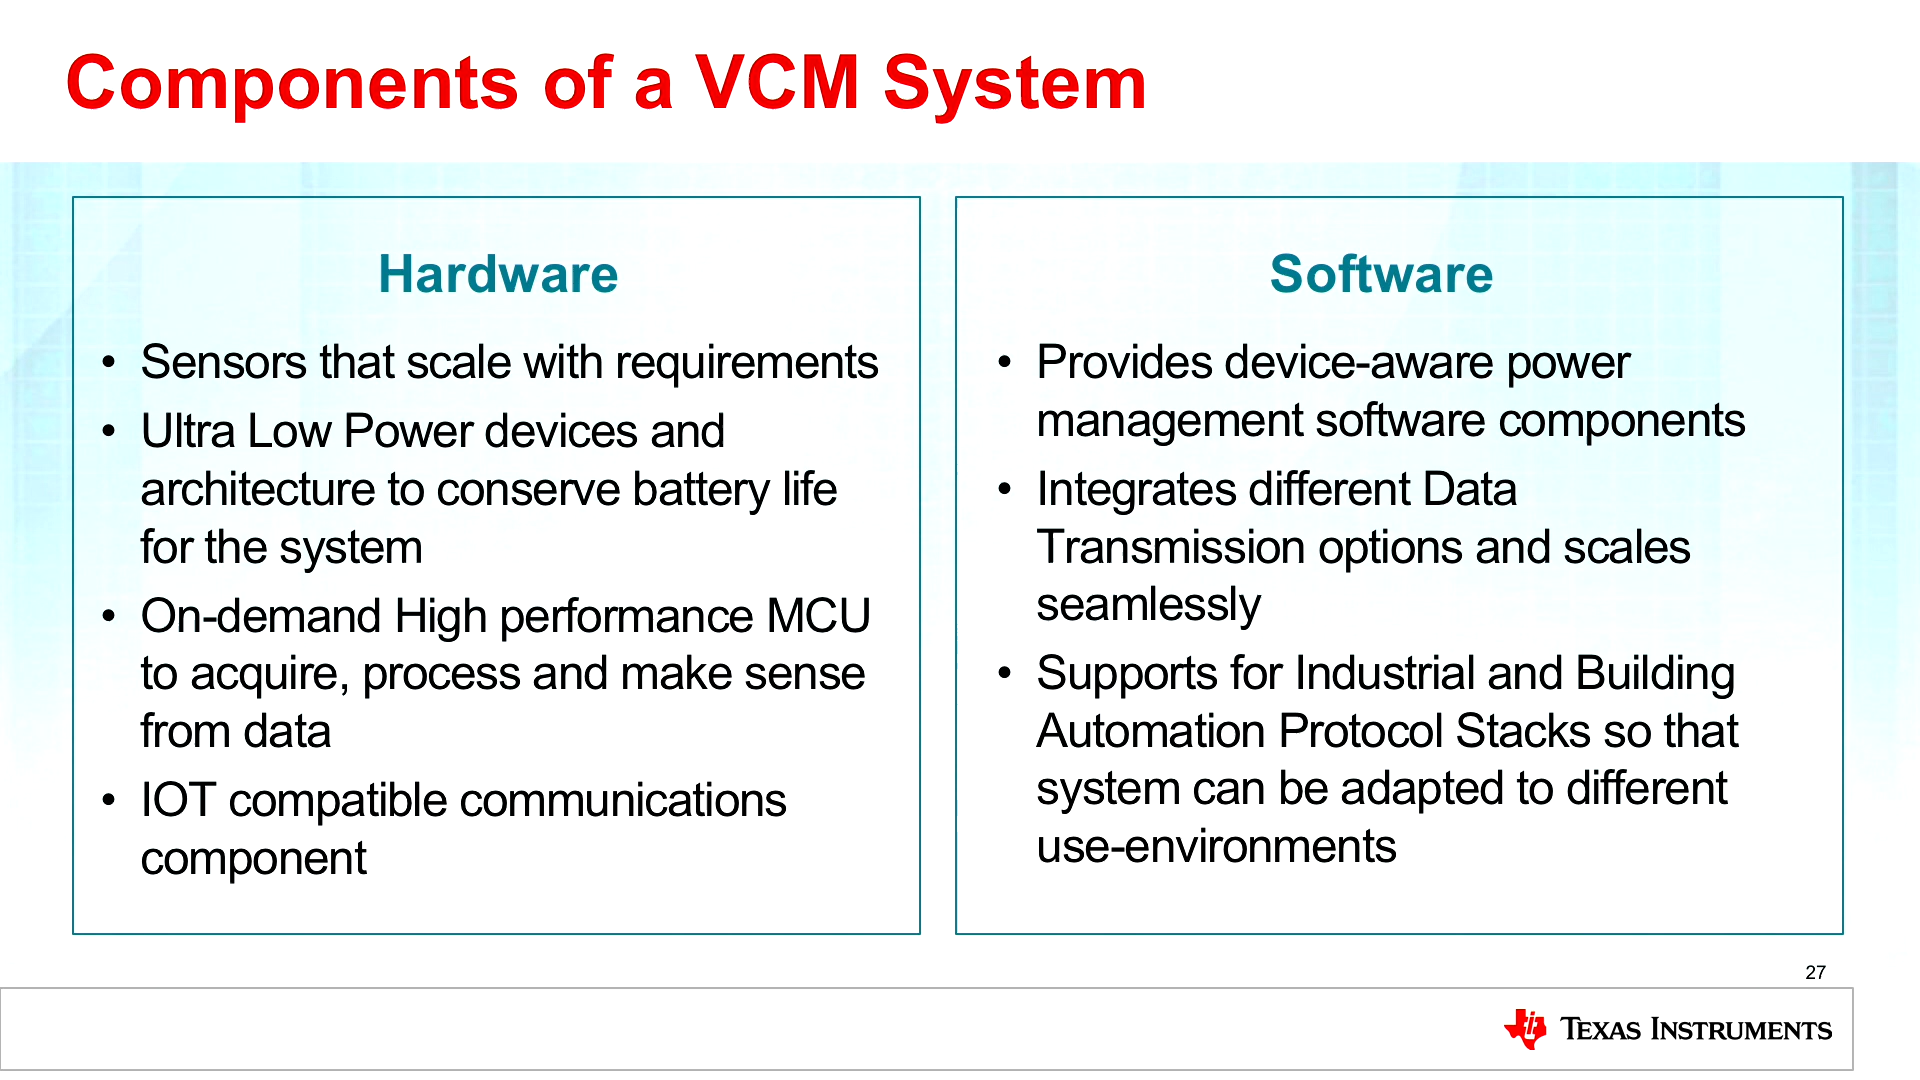 Components of a VCM System
Hardware
• Sensors that scale with requirements
• Ultra Low Power devices and
architecture to conserve battery life
for the system
• On-demand High performance MCU
to acquire, process and make sense
from data
• IOT compatible communications
component
Software
• Provides device-aware power
management software components
• Integrates different Data
Transmission options and scales
seamlessly
• Supports for Industrial and Building
Automation Protocol Stacks so that
system can be adapted to different
use-environments
27
TEXAS INSTRUMENTS